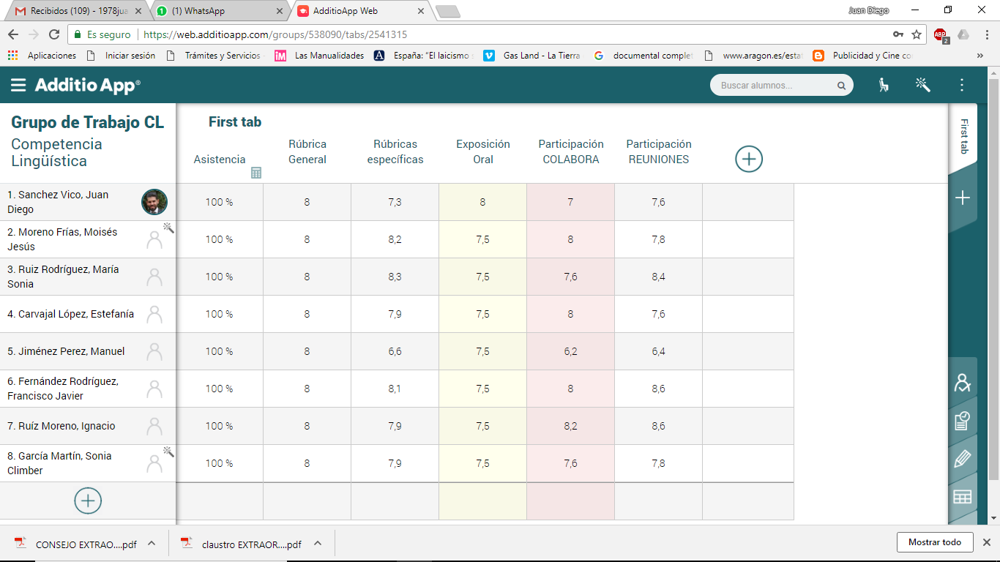 Recibidos (109) - 1978jua
(1) WhatsApp
AdditioApp Web
Juan Diego
Es seguro
https://web.additioapp.com/groups/538090/tabs/2541315
ABP
2
Aplicaciones
Iniciar sesión
Trámites y Servicios -
Las Manualidades
España: "El laicismo s
Gas Land - La Tierra
documental complet
www.aragon.es/estat
Publicidad y Cine co
»
Additio App®
Buscar alumnos...
Grupo de Trabajo CL
Competencia
Lingüística
First tab
Asistencia
Rúbrica
General
Rúbricas
específicas
Exposición
Oral
Participación
COLABORA
Participación
REUNIONES
First tab
1. Sanchez Vico, Juan
Diego
100 % 8 7,3 8 7 7,6
2. Moreno Frías, Moisés
Jesús
100 % 8 8,2 7,5 8 7,8
3. Ruiz Rodríguez, María
Sonia
100 % 8 8,3 7,5 7,6 8,4
4. Carvajal López, Estefanía
100 % 8 7,9 7,5 8 7,6
5. Jiménez Perez, Manuel
100 % 8 6,6 7,5 6,2 6,4
6. Fernández Rodríguez,
Francisco Javier
100 % 8 8,1 7,5 8 8,6
7. Ruíz Moreno, Ignacio
100 % 8 7,9 7,5 8,2 8,6
8. García Martín, Sonia
Climber
100 % 8 7,9 7,5 7,6 7,8
CONSEJO EXTRAO....pdf
claustro EXTRAOR....pdf
Mostrar todo